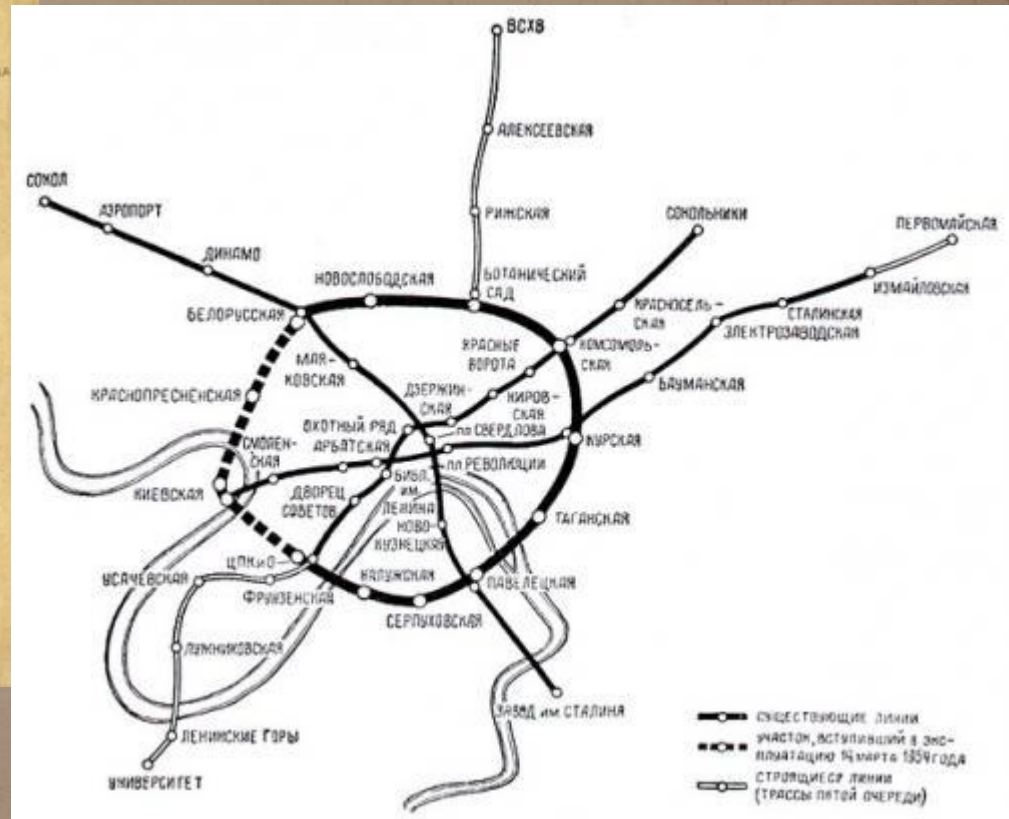 ВСХВ
АЛЕКСЕЕВСКАЯ
СОКОЛ
АЭРОПОРТ
РИЖСКАЯ
СОКОЛЬНИКИ
ПЕРВОМАЙСКАЯ
ДИНАМО
НОВОСЛОБОДСКАЯ
БОТАНИЧЕСКИЙ
САД
ИЗМАЙЛОВСКАЯ
БЕЛОРУССКАЯ
КРАСНОСЕЛЬ-
СКАЯ
СТАЛИНСКАЯ
ЭЛЕКТРОЗАВОДСКАЯ
КРАСНЫЕ
ВОРОТА
КОМСОМОЛЬ-
СКАЯ
МАЯ-
КОВСКАЯ
БАУМАНСКАЯ
КРАСНОПРЕСНЕНСКАЯ
ДЗЕРЖИН-
СКАЯ
КИРОВ-
СКАЯ
ОХОТНЫЙ РЯД
пл. СВЕРДЛОВА
КУРСКАЯ
СМОЛЕН-
СКАЯ
АРБАТСКАЯ
пл. РЕВОЛЮЦИИ
КИЕВСКАЯ
ДВОРЕЦ
СОВЕТОВ
БИБЛ.
ИМ.
ЛЕНИНА
НОВО-
КУЗНЕЦКАЯ
ТАГАНСКАЯ
ЦПКиО
УСАЧЕВСКАЯ
ФРУНЗЕНСКАЯ
КАЛУЖСКАЯ
ПАВЕЛЕЦКАЯ
СЕРПУХОВСКАЯ
ЛУЖНИКОВСКАЯ
ЗАВОД им. СТАЛИНА
ЛЕНИНСКИЕ ГОРЫ
УНИВЕРСИТЕТ
СУЩЕСТВУЮЩИЕ ЛИНИИ
УЧАСТОК, ВСТУПИВШИЙ В ЭКС-
ПЛУАТАЦИЮ 14 МАРТА 1954 ГОДА
СТРОЯЩИЕСЯ ЛИНИИ
(ТРАССЫ ПЯТОЙ ОЧЕРЕДИ)